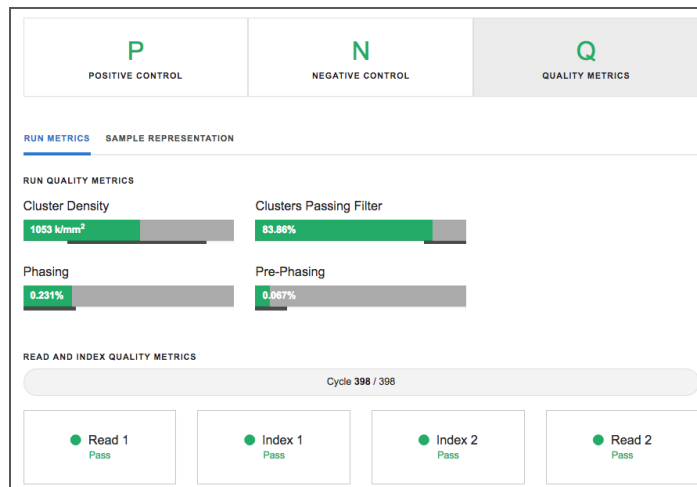 P N Q
POSITIVE CONTROL NEGATIVE CONTROL QUALITY METRICS
RUN METRICS SAMPLE REPRESENTATION
RUN QUALITY METRICS
Cluster Density Clusters Passing Filter
1053 k/mm² 83.86%
Phasing Pre-Phasing
0.231% 0.067%
READ AND INDEX QUALITY METRICS
Cycle 398 / 398
Read 1 Index 1 Index 2 Read 2
Pass Pass Pass Pass